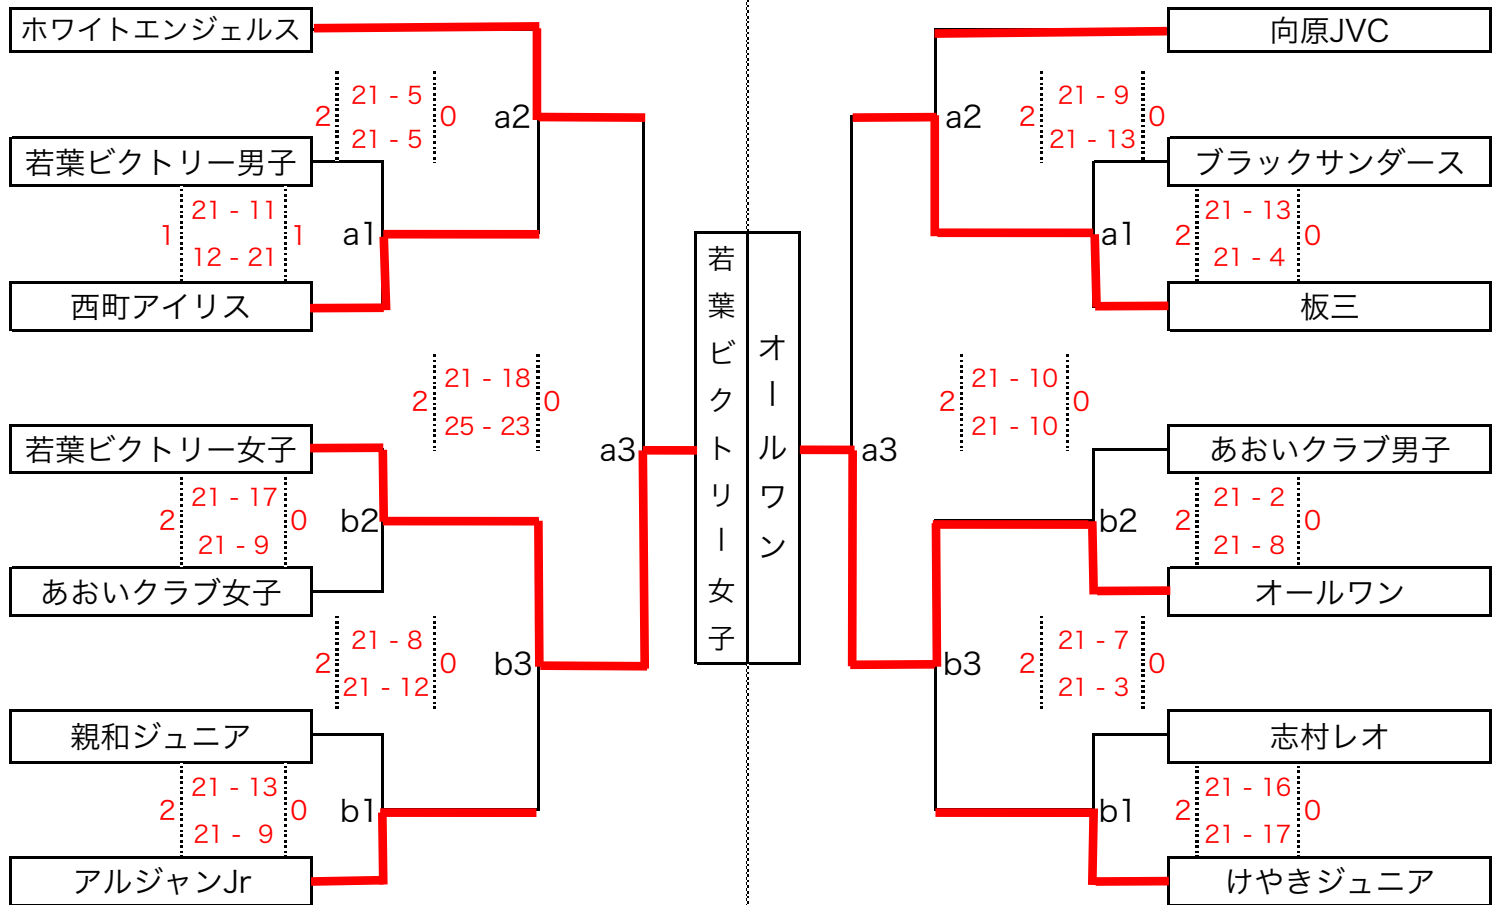 ホワイトエンジェルス
2 21 - 5 0
21 - 5
a2
若葉ビクトリー男子
1 21 - 11 1
12 - 21
a1
西町アイリス
2 21 - 18 0
25 - 23
a3
若葉ビクトリー女子
2 21 - 17 0
21 - 9
b2
あおいクラブ女子
2 21 - 8 0
21 - 12
b3
親和ジュニア
2 21 - 13 0
21 - 9
b1
アルジャンJr
若葉ビクトリー女子
オールワン
向原JVC
a2
2 21 - 9 0
21 - 13
ブラックサンダース
a1
2 21 - 13 0
21 - 4
板三
a3
2 21 - 10 0
21 - 10
あおいクラブ男子
b2
2 21 - 2 0
21 - 8
オールワン
b3
2 21 - 7 0
21 - 3
志村レオ
b1
2 21 - 16 0
21 - 17
けやきジュニア